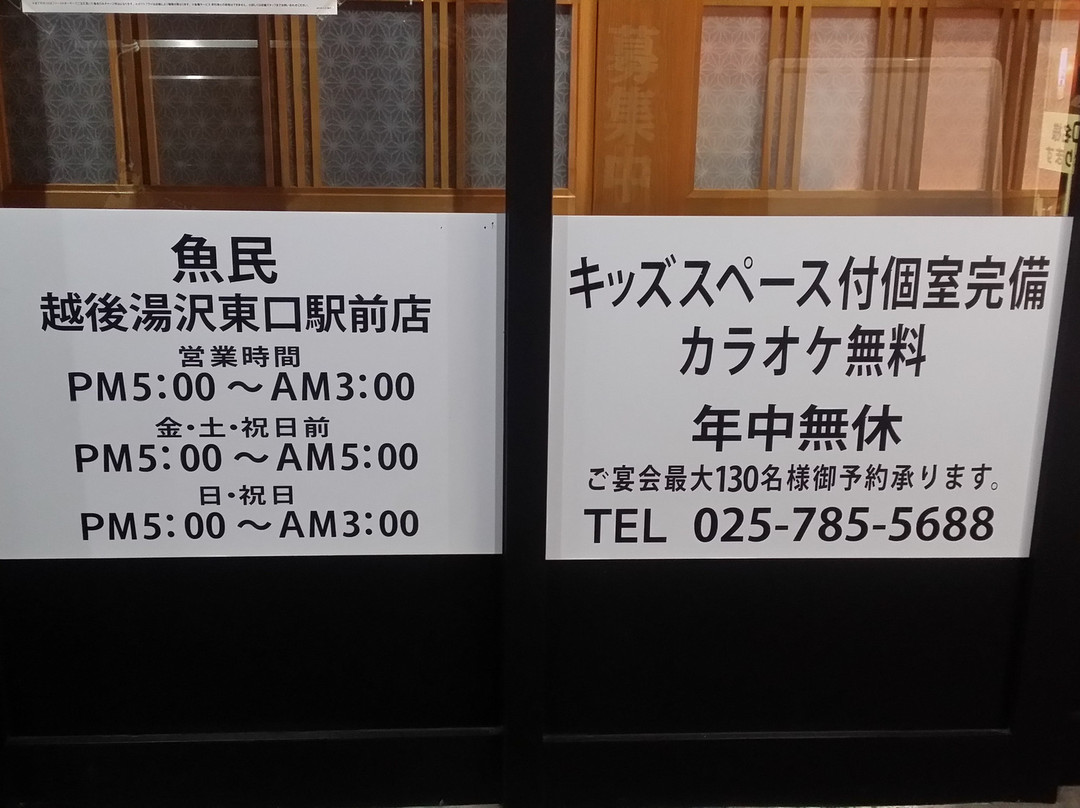 魚民
越後湯沢東口駅前店
営業時間
PM5:00 ～ AM3:00
金・土・祝日前
PM5:00 ～ AM5:00
日・祝日
PM5:00 ～ AM3:00
募集中
キッズスペース付個室完備
カラオケ無料
年中無休
ご宴会最大130名様御予約承ります。
TEL 025-785-5688